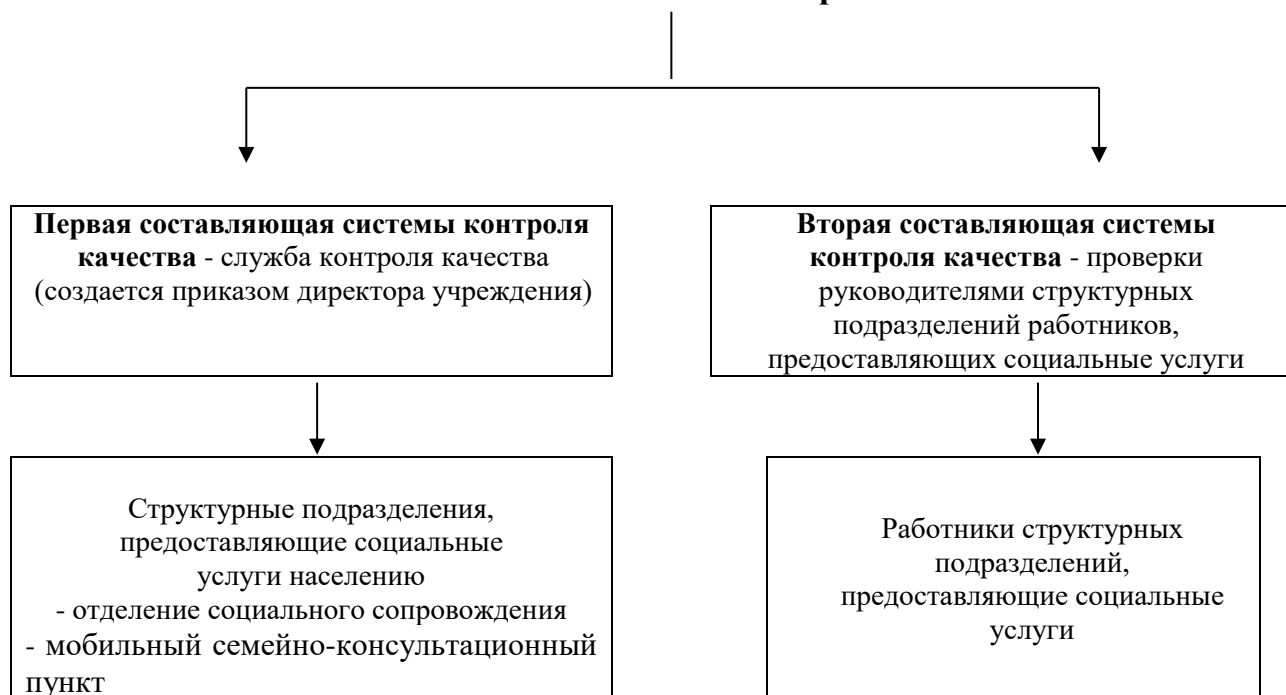 Первая составляющая системы контроля
качества - служба контроля качества
(создается приказом директора учреждения)
Вторая составляющая системы
контроля качества - проверки
руководителями структурных
подразделений работников,
предоставляющих социальные услуги
Структурные подразделения,
предоставляющие социальные
услуги населению
- отделение социального сопровождения
- мобильный семейно-консультационный
пункт
Работники структурных
подразделений,
предоставляющие социальные
услуги